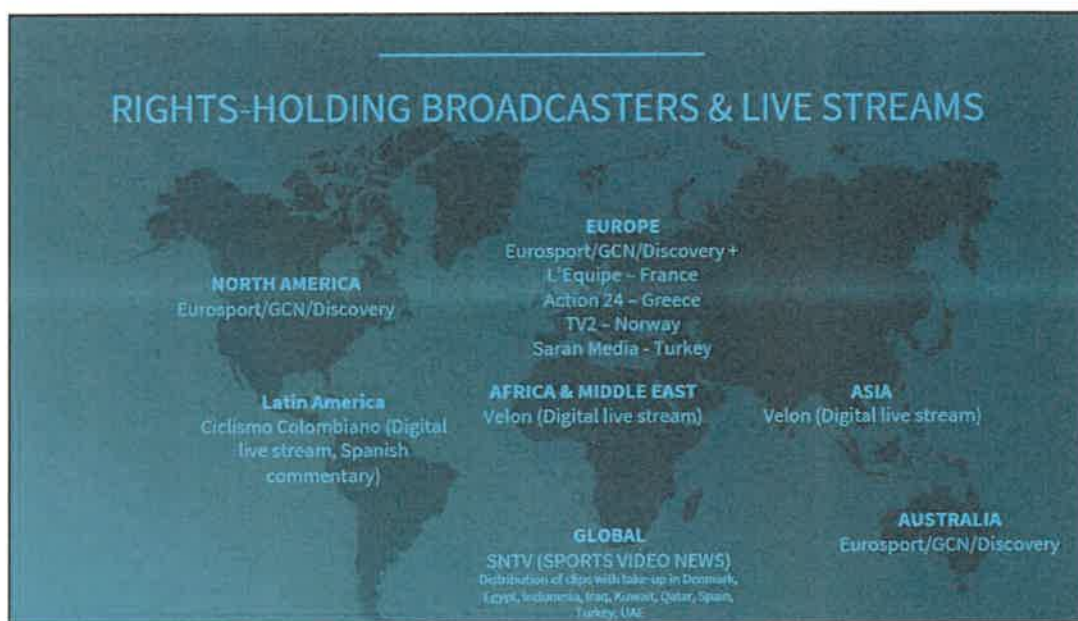 RIGHTS-HOLDING BROADCASTERS & LIVE STREAMS
EUROPE
Eurosport/GCN/Discovery +
L'Equipe – France
Action 24 – Greece
TV2 – Norway
Saran Media - Turkey
NORTH AMERICA
Eurosport/GCN/Discovery
Latin America
Ciclismo Colombiano (Digital
live stream, Spanish
commentary)
AFRICA & MIDDLE EAST
Velon (Digital live stream)
ASIA
Velon (Digital live stream)
AUSTRALIA
Eurosport/GCN/Discovery
GLOBAL
SNTV (SPORTS VIDEO NEWS)
Distribution of clips with take-up in Denmark,
Egypt, Indonesia, Iraq, Kuwait, Qatar, Spain,
Turkey, UAE